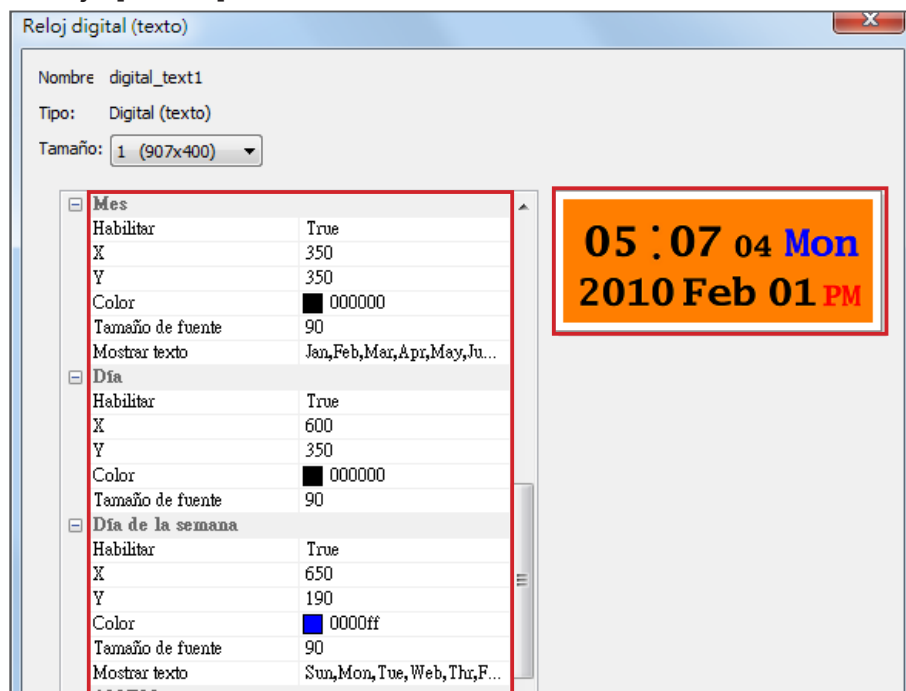 Reloj digital (texto)
Nombre digital_text1
Tipo: Digital (texto)
Tamaño: 1 (907x400)
Mes
Habilitar True
X 350
Y 350
Color 000000
Tamaño de fuente 90
Mostrar texto Jan,Feb,Mar,Apr,May,Ju...
Día
Habilitar True
X 600
Y 350
Color 000000
Tamaño de fuente 90
Día de la semana
Habilitar True
X 650
Y 190
Color 0000ff
Tamaño de fuente 90
Mostrar texto Sun,Mon,Tue,Web,Thr,F...
05:07 04 Mon
2010 Feb 01 PM